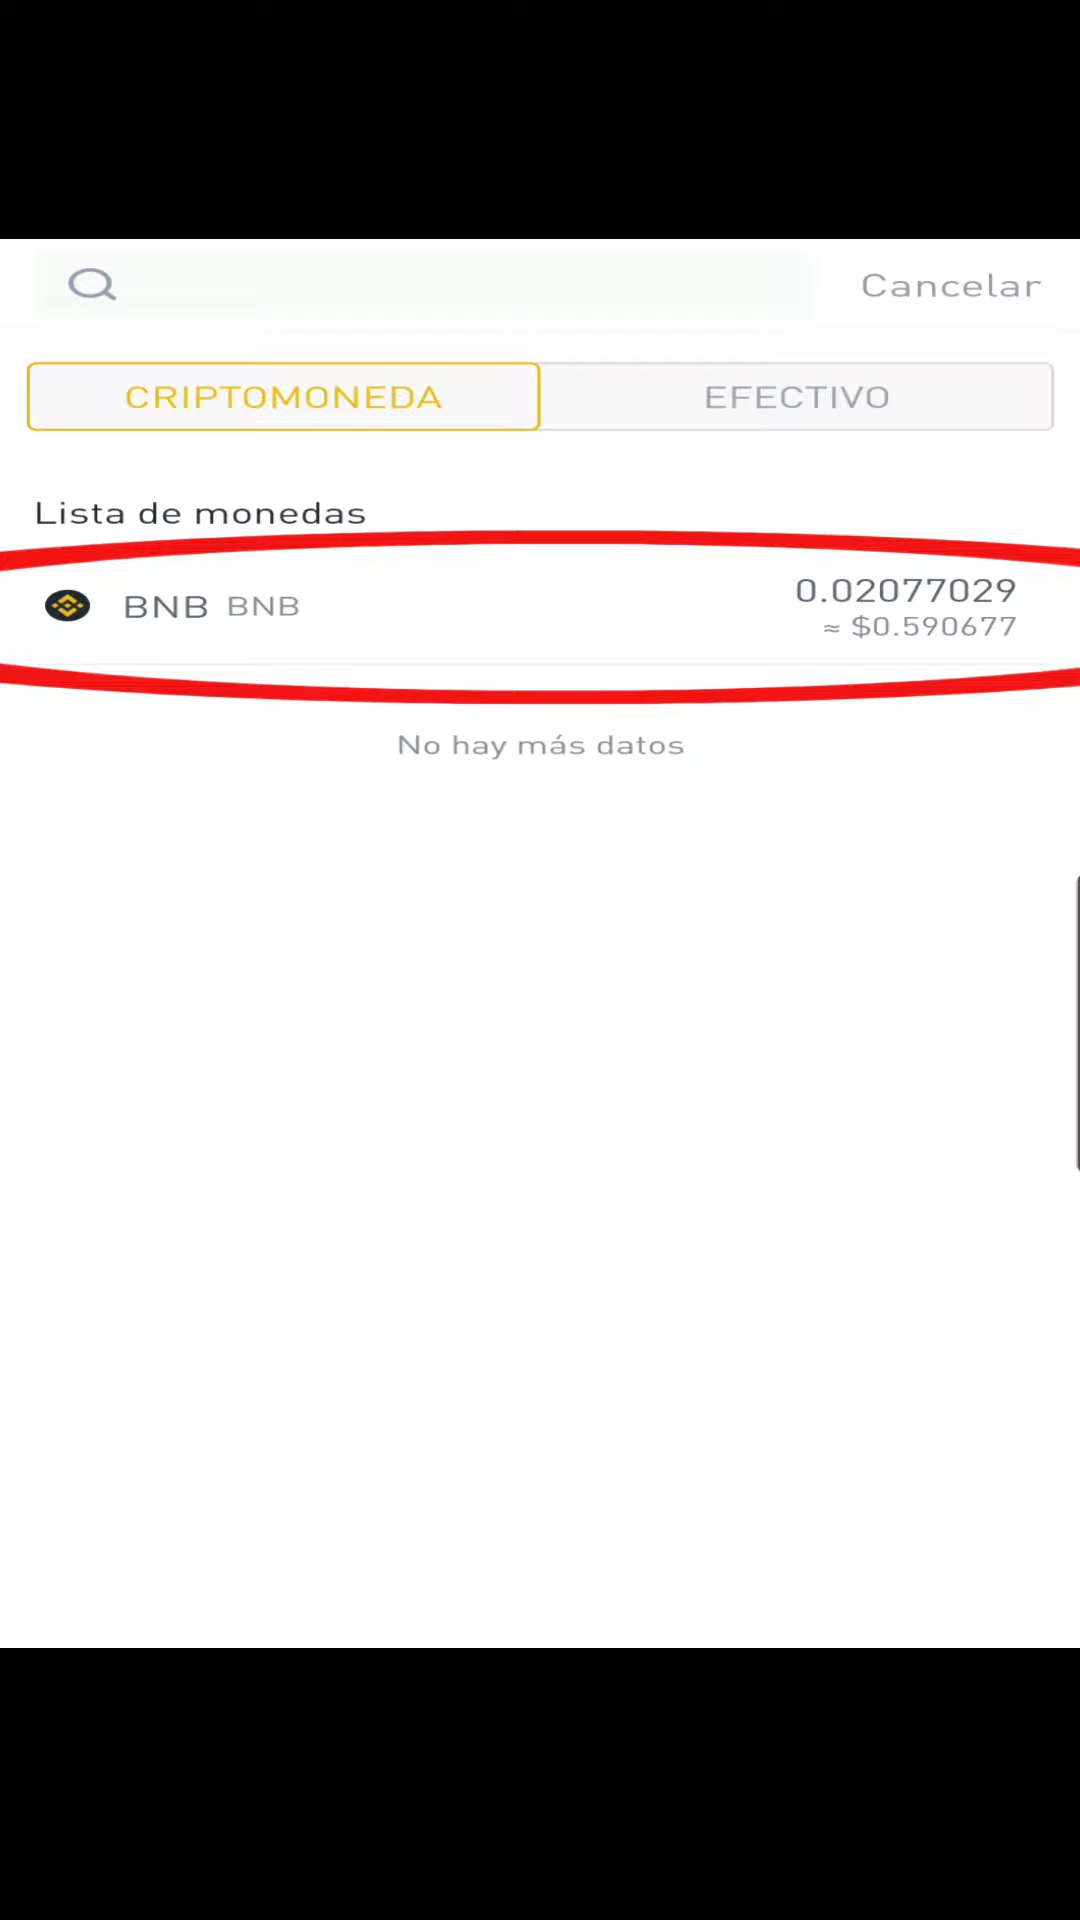 Cancelar
CRIPTOMONEDA EFECTIVO
Lista de monedas
BNB BNB 0.02077029
≈ $0.590677
No hay más datos